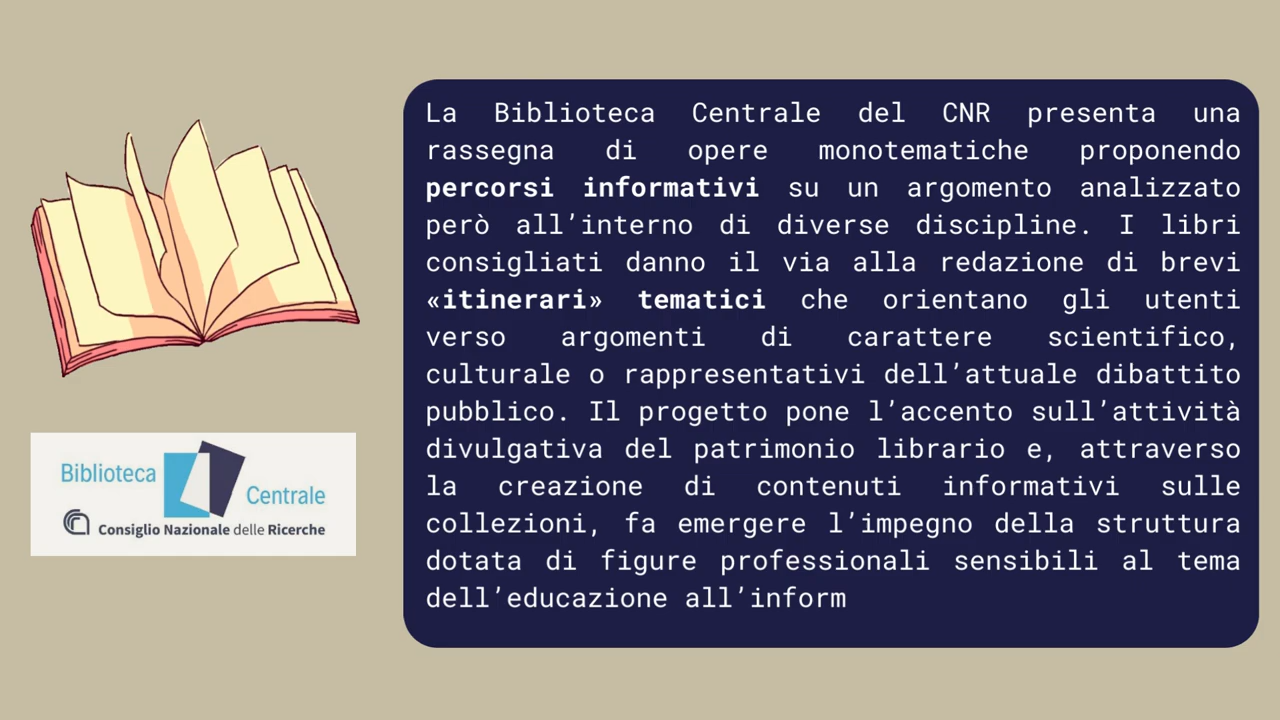 La Biblioteca Centrale del CNR presenta una
rassegna di opere monotematiche proponendo
percorsi informativi su un argomento analizzato
però all’interno di diverse discipline. I libri
consigliati danno il via alla redazione di brevi
«itinerari» tematici che orientano gli utenti
verso argomenti di carattere scientifico,
culturale o rappresentativi dell’attuale dibattito
pubblico. Il progetto pone l’accento sull’attività
divulgativa del patrimonio librario e, attraverso
la creazione di contenuti informativi sulle
collezioni, fa emergere l’impegno della struttura
dotata di figure professionali sensibili al tema
dell’educazione all’inform
Biblioteca
Centrale
Consiglio Nazionale delle Ricerche